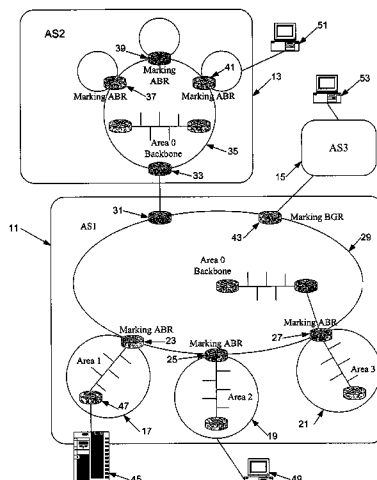 AS2
39
Marking
ABR
51
41
Marking ABR
37
Marking ABR
13
53
Area 0
Backbone
35
33
15
AS3
11
AS1
31
43
Marking BGR
29
Area 0
Backbone
Marking ABR
23
Marking ABR
25
Marking ABR
27
Area 1
Area 2
Area 3
47
17
19
21
45
49